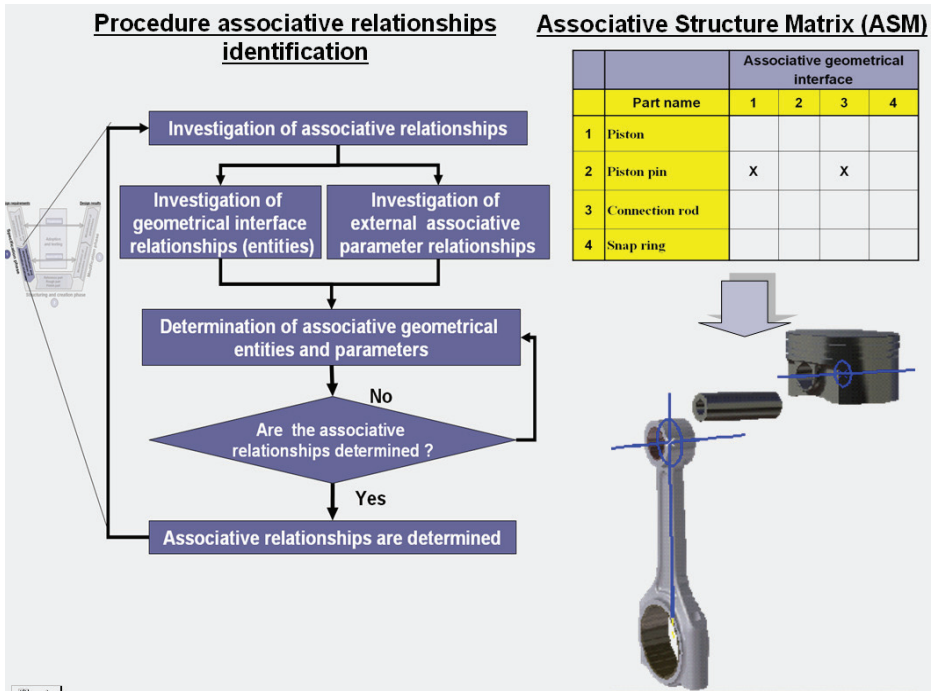 Procedure associative relationships
identification
Associative Structure Matrix (ASM)
Investigation of associative relationships
Investigation of
geometrical interface
relationships (entities)
Investigation of
external associative
parameter relationships
Determination of associative geometrical
entities and parameters
No
Are the associative
relationships determined ?
Yes
Associative relationships are determined
Associative geometrical
interface
Part name 1 2 3 4
1 Piston
2 Piston pin X X
3 Connection rod
4 Snap ring